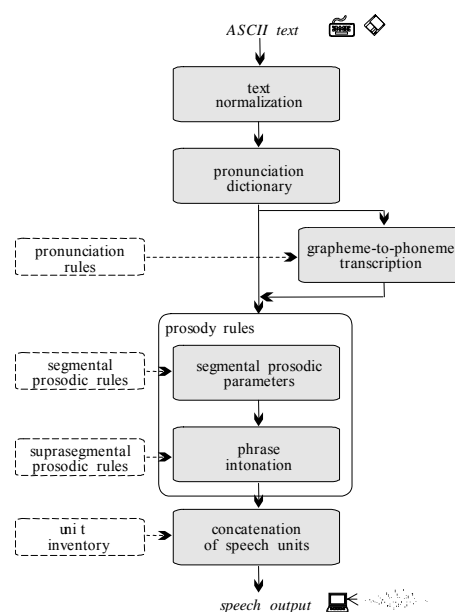 ASCII text
text
normalization
pronunciation
dictionary
pronunciation
rules
grapheme-to-phoneme
transcription
prosody rules
segmental
prosodic rules
segmental prosodic
parameters
suprasegmental
prosodic rules
phrase
intonation
unit
inventory
concatenation
of speech units
speech output